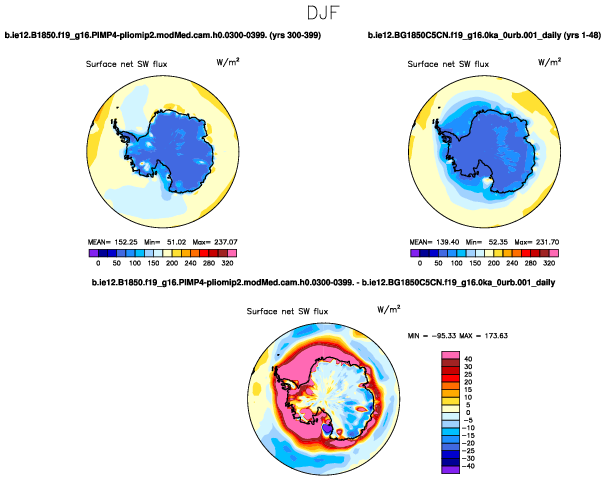 DJF
b.ie12.B1850.f19_g16.PIMP4-pliomip2.modMed.cam.h0.0300-0399. (yrs 300-399)
b.ie12.BG1850C5CN.f19_g16.0ka_0urb.001_daily (yrs 1-48)
Surface net SW flux W/m²
Surface net SW flux W/m²
MEAN= 152.25 Min= 51.02 Max= 237.07
MEAN= 139.40 Min= 52.35 Max= 231.70
0 50 100 150 200 240 280 320
0 50 100 150 200 240 280 320
b.ie12.B1850.f19_g16.PIMP4-pliomip2.modMed.cam.h0.0300-0399. - b.ie12.BG1850C5CN.f19_g16.0ka_0urb.001_daily
Surface net SW flux W/m²
MIN = -95.33 MAX = 173.63
40
30
25
20
15
10
5
0
-5
-10
-15
-20
-25
-30
-40